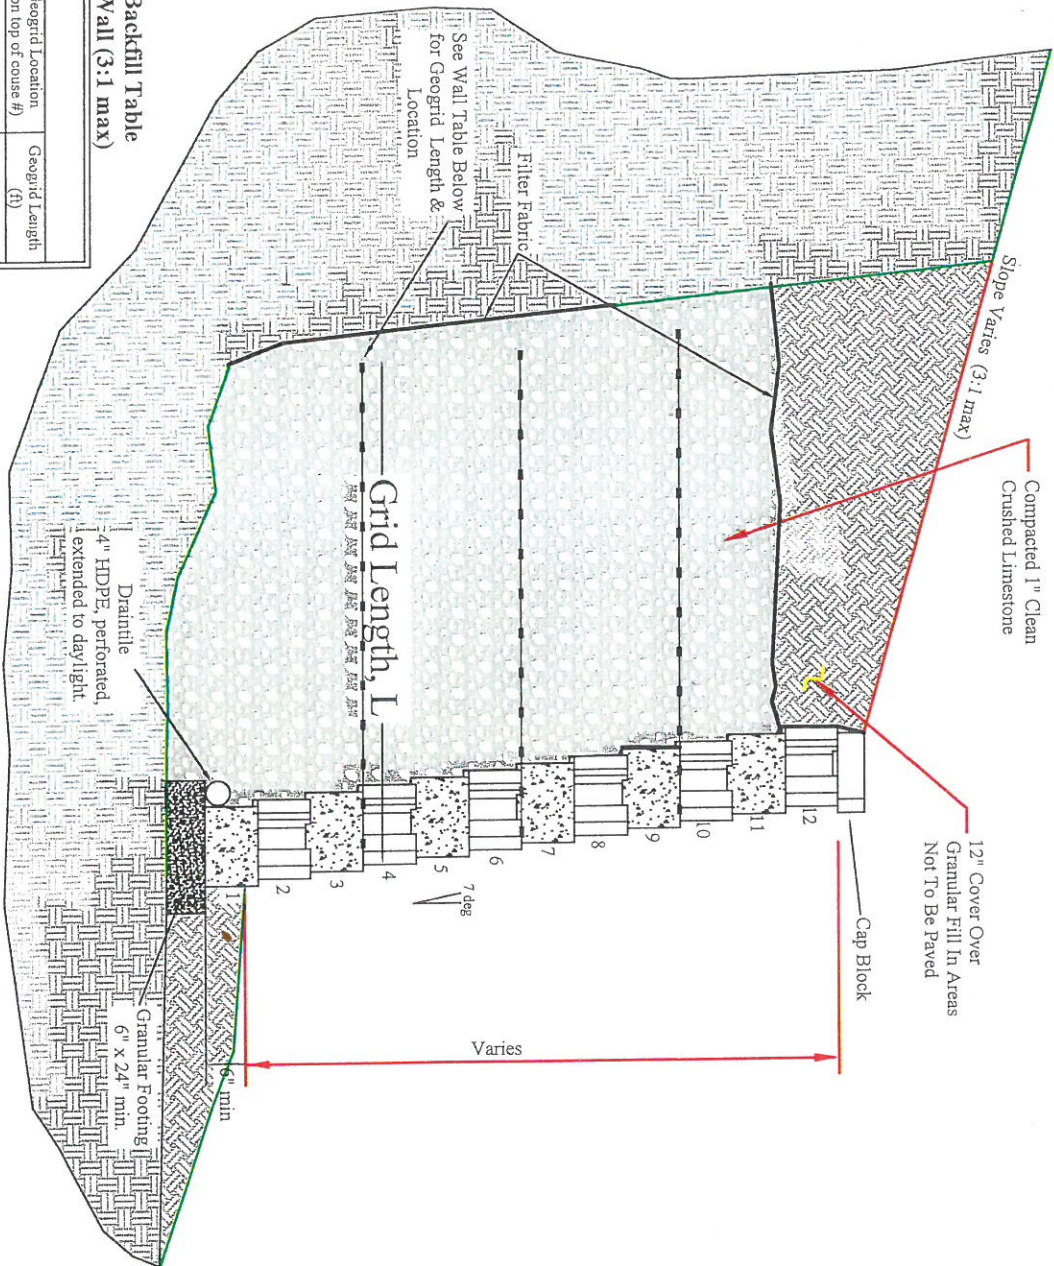 Slope Varies (3:1 max)
Compacted 1" Clean
Crushed Limestone
12" Cover Over
Granular Fill In Areas
Not To Be Paved
Cap Block
Filter Fabric
See Wall Table Below
for Geogrid Length &
Location
Grid Length, L
12
11
10
9
8
7
6
5
4
3
2
1
7 deg
Varies
6" min
Draintile
4" HDPE, perforated,
extended to daylight.
Granular Footing
6" x 24" min.
Backfill Table
Wall (3:1 max)
Geogrid Location
on top of couse #)
Geogrid Length
(ft)